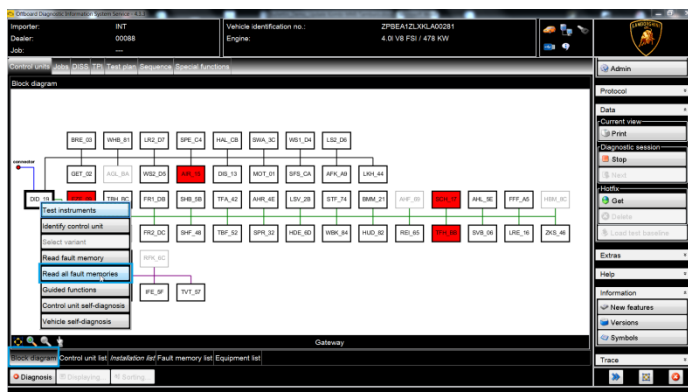 Offboard Diagnostic Information System Service - 4.3.3
Importer: INT
Dealer: 00088
Job: ---
Vehicle identification no.: ZPBEA1ZLXKLA00281
Engine: 4.0l V8 FSI / 478 KW
Control units Jobs DISS TPI Test plan Sequence Special functions
Block diagram
BRE_03 WHB_81 LR2_D7 SPE_C4 HAL_CB SWA_3C WS1_D4 LS2_D6
connector
GET_02 AGL_BA WS2_D5 DIS_13 MOT_01 SFS_CA AFK_A9 LKH_44
DID_19 TBH_BC FR1_DB SHB_5B TFA_42 AHR_4E LSV_2B STF_74 BMM_21 AHF_B9 AHL_5E FFF_A5 HBM_8C
FR2_DC SHF_48 TBF_52 SPR_32 HDE_6D WBK_84 HUD_82 REI_65 TFH_BB SVB_06 LRE_16 ZKS_46
RFK_6C
IFE_5F TVT_57
Test instruments
Identify control unit
Select variant
Read fault memory
Read all fault memories
Guided functions
Control unit self-diagnosis
Vehicle self-diagnosis
Gateway
Block diagram Control unit list Installation list Fault memory list Equipment list
Diagnosis Displaying Sorting
Admin
Protocol
Data
Current view
Print
Diagnostic session
Stop
Next
Hotfix
Get
Delete
Load test baseline
Extras
Help
Information
New features
Versions
Symbols
Trace